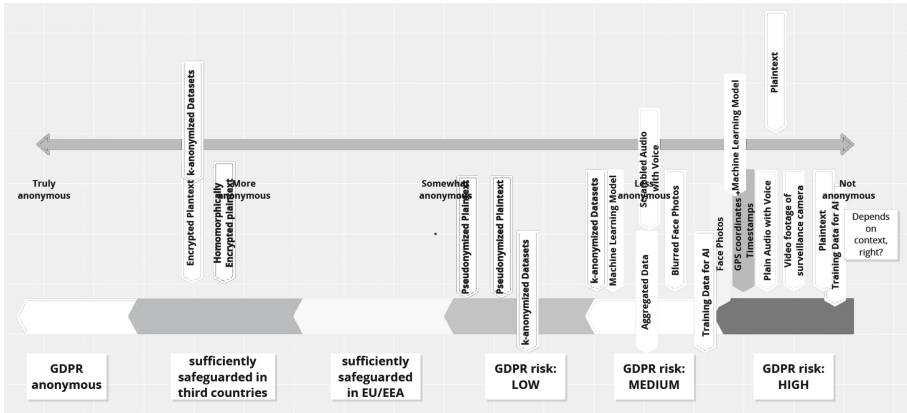 Plaintext
k-anonymized Datasets
Machine Learning Model
Scrambled Audio
with Voice
Truly
anonymous
More
anonymous
Somewhat
anonymous
Less
anonymous
Not
anonymous
Encrypted Plantext
Homomorphically
Encrypted plaintext
Pseudonymized Plaintext
Pseudonymized Plaintext
k-anonymized Datasets
k-anonymized Datasets
Machine Learning Model
Aggregated Data
Blurred Face Photos
Training Data for AI
Face Photos
GPS coordinates +
Timestamps
Plain Audio with Voice
Video footage of
surveillance camera
Plaintext
Training Data for AI
Depends
on
context,
right?
GDPR
anonymous
sufficiently
safeguarded in
third countries
sufficiently
safeguarded
in EU/EEA
GDPR risk:
LOW
GDPR risk:
MEDIUM
GDPR risk:
HIGH